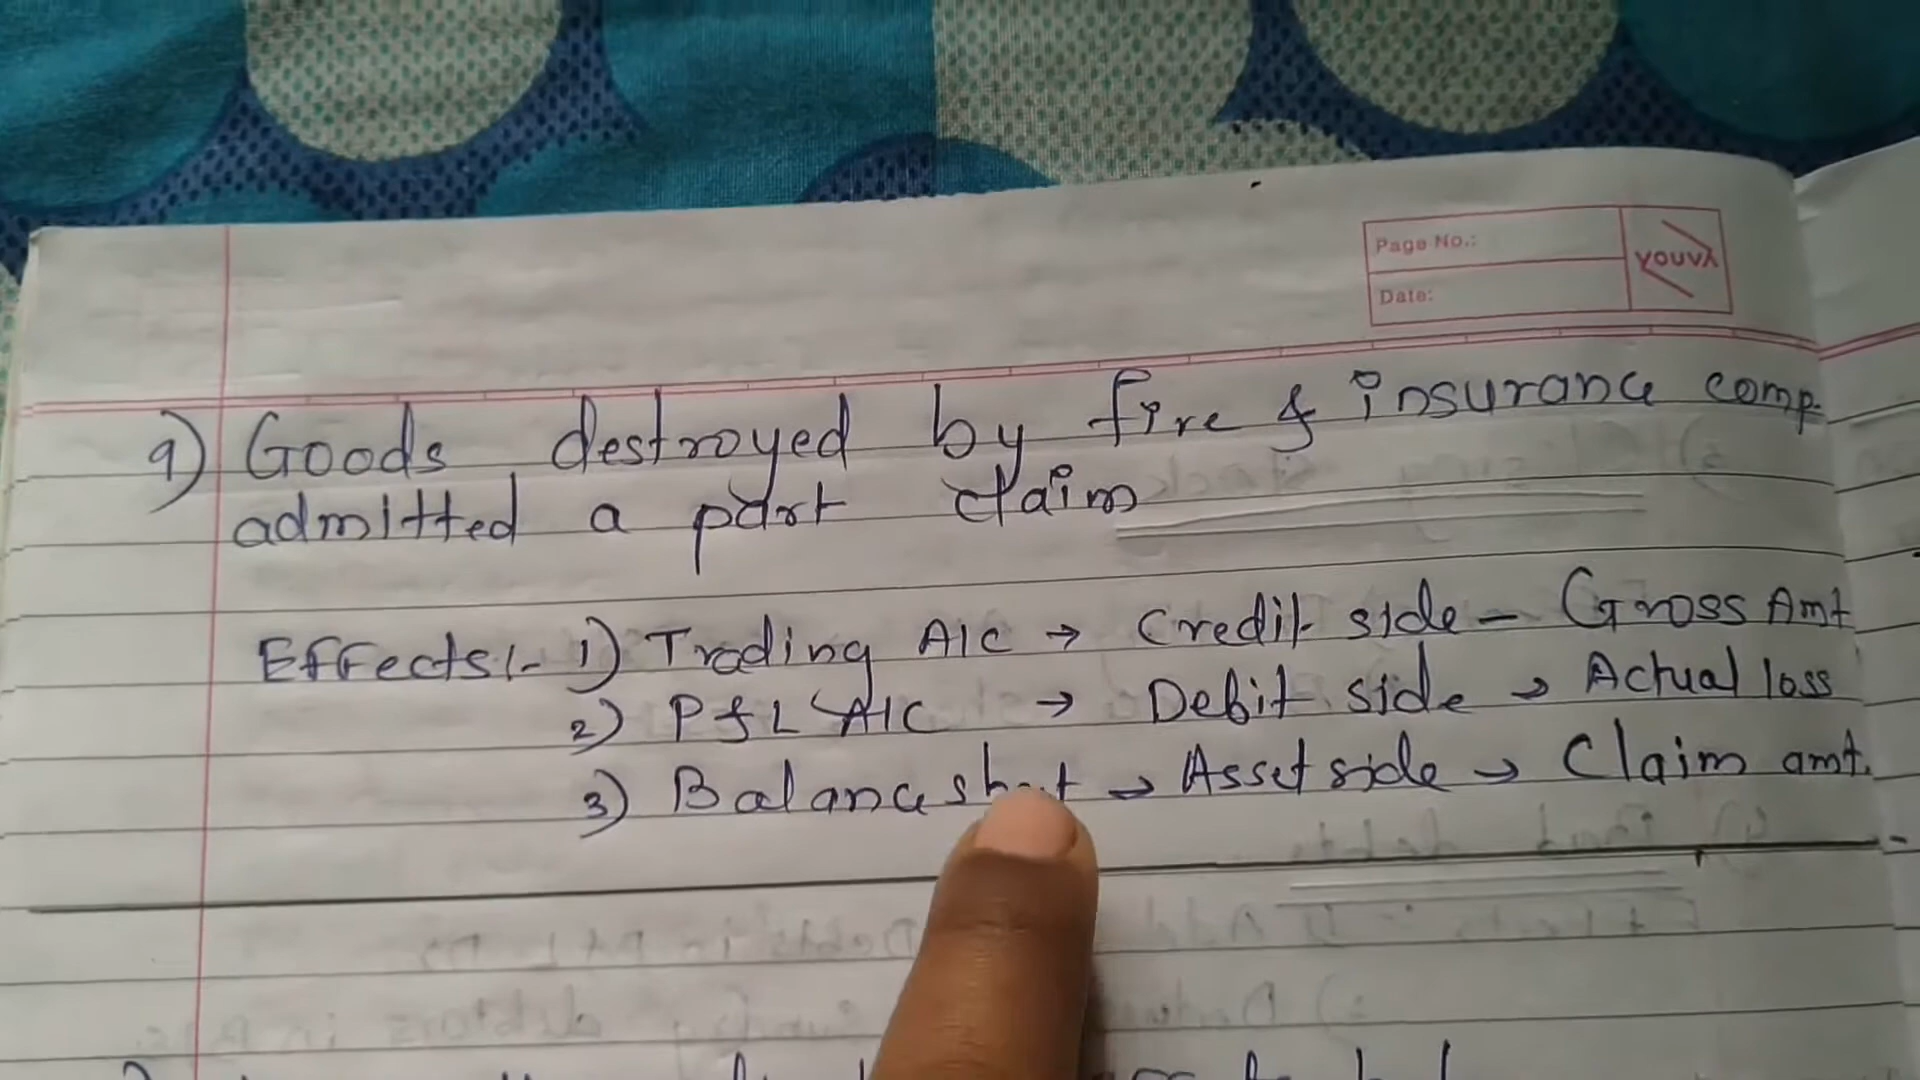 Page No.:
YOUVA
Date:
9) Goods destroyed by fire & insurance comp.
admitted a part claim
Effects:- 1) Trading A/C → Credit side - Gross Amt
2) P & L A/C → Debit side → Actual loss
3) Balance sheet → Asset side → Claim amt.